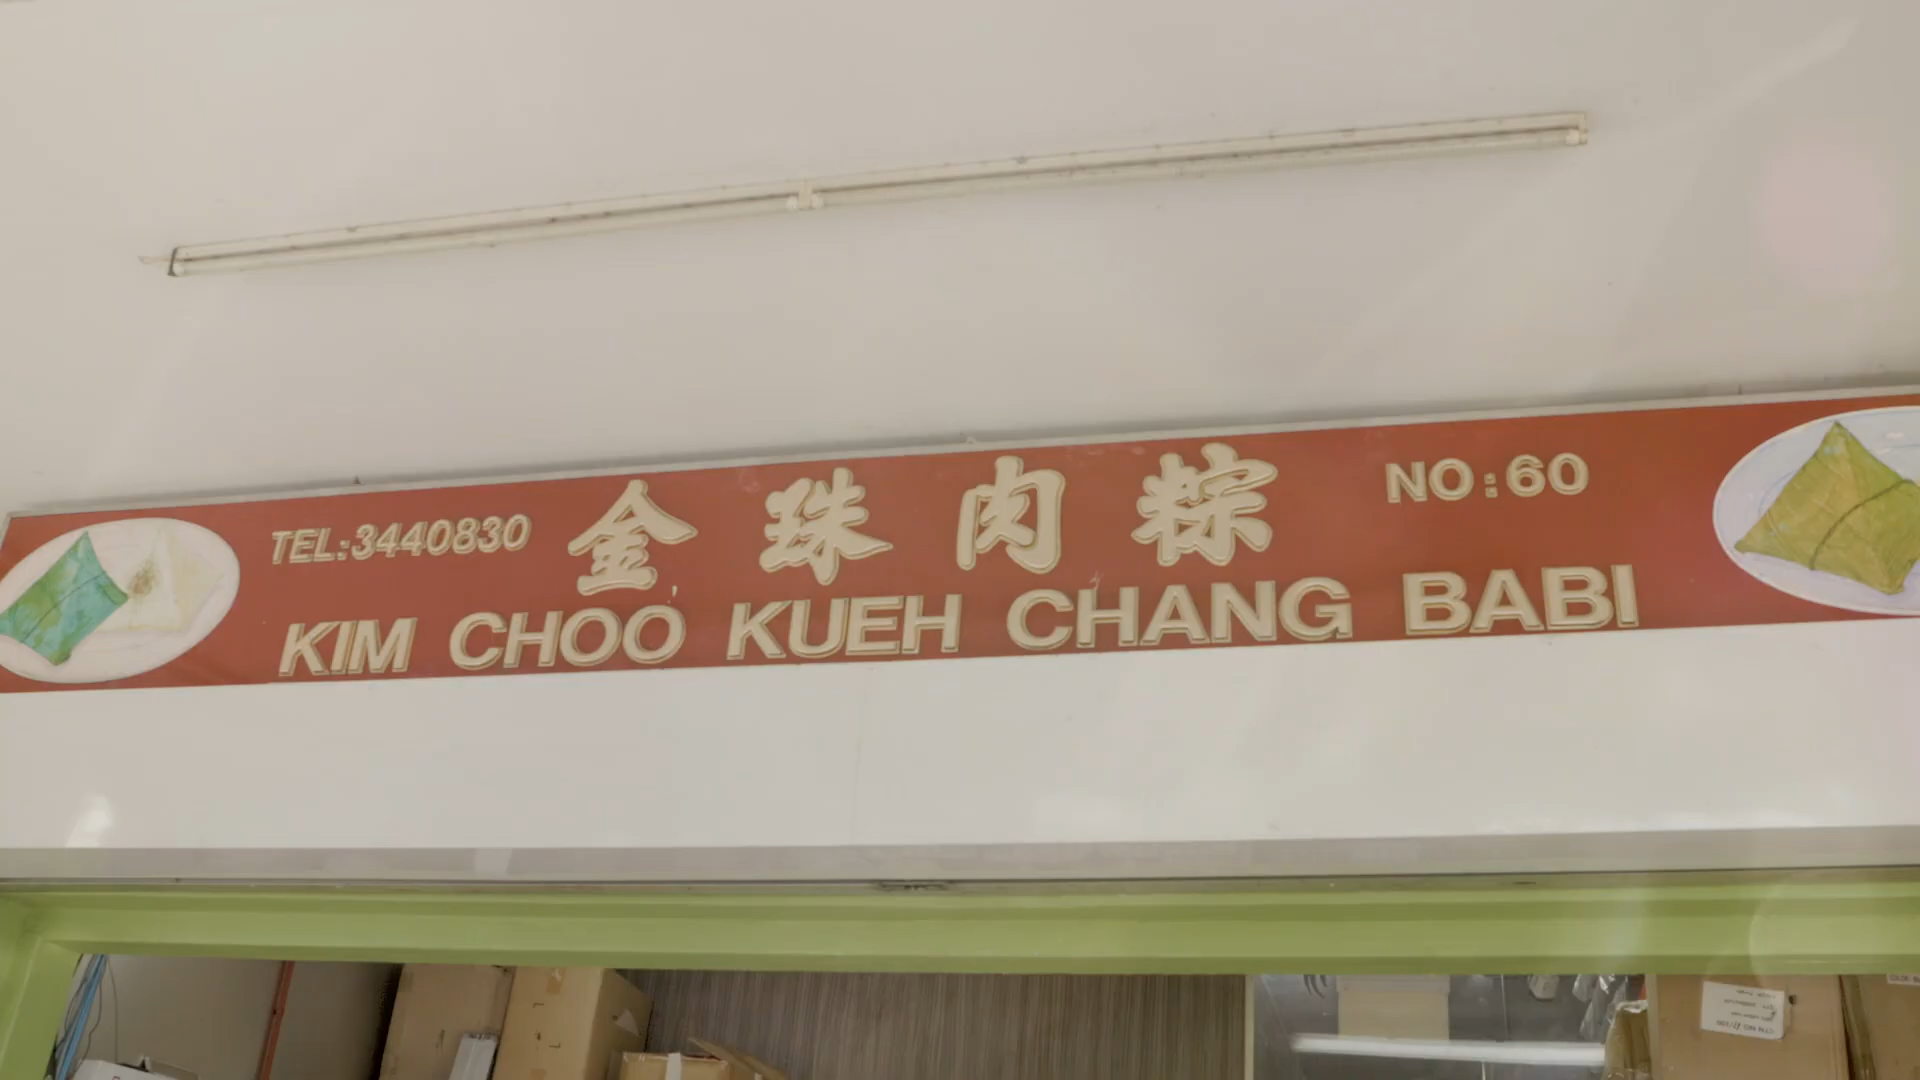 TEL:3440830
金珠肉粽
NO:60
KIM CHOO KUEH CHANG BABI